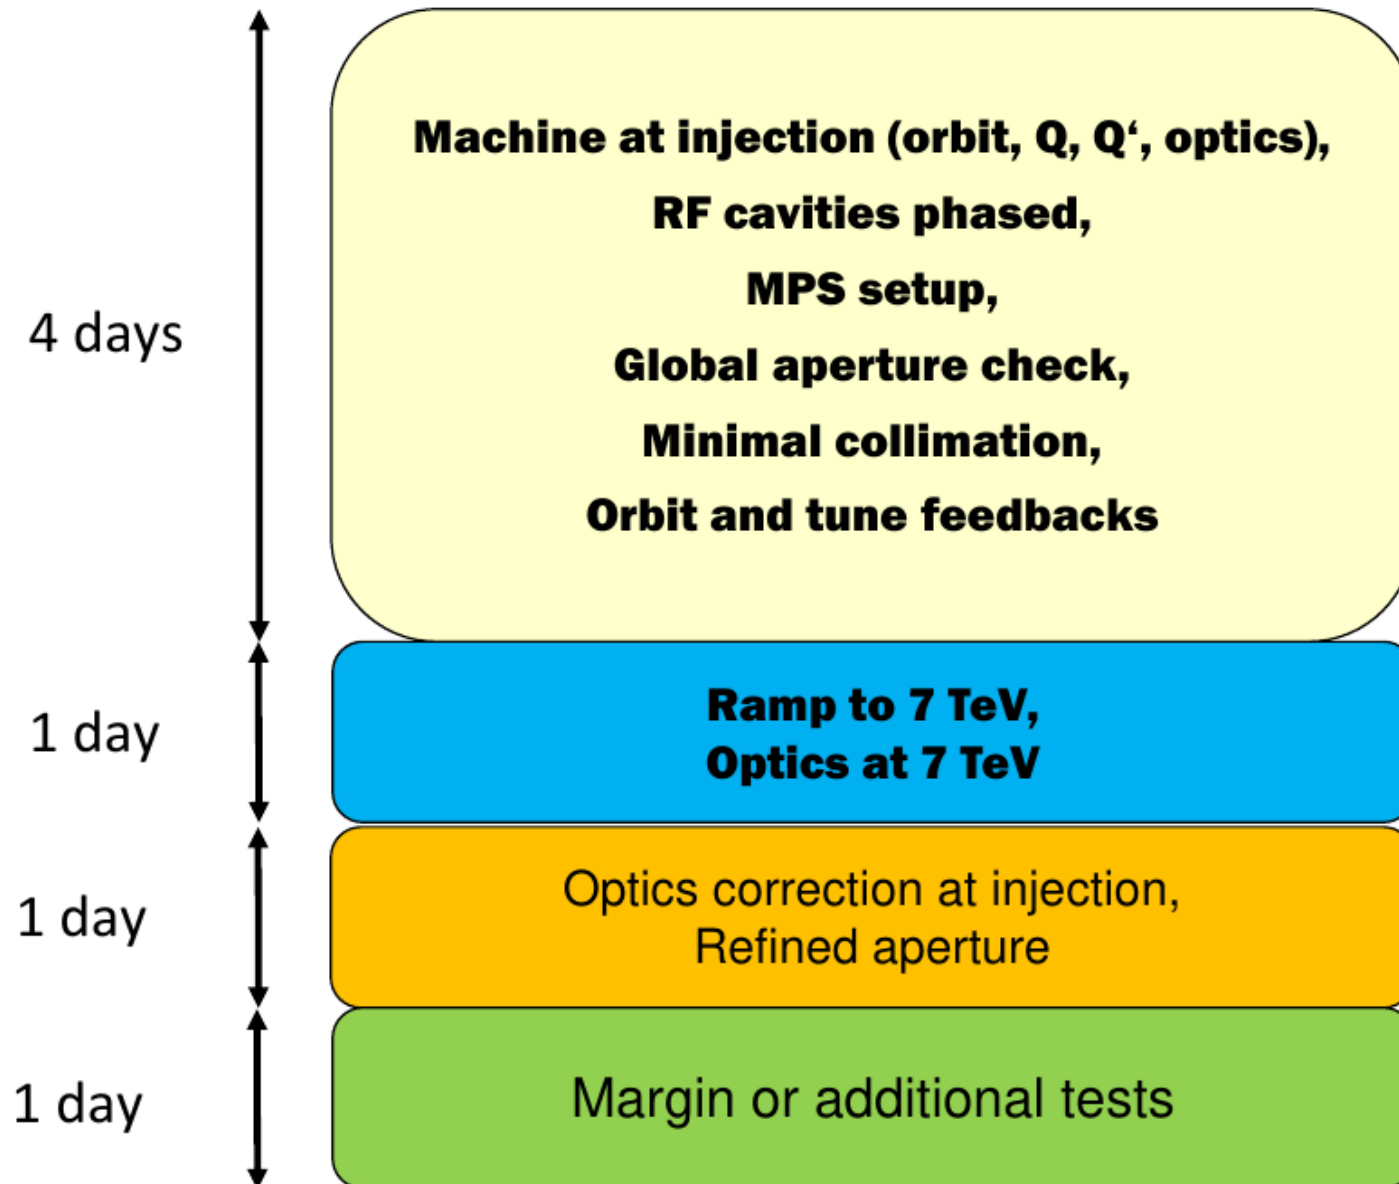 4 days
Machine at injection (orbit, Q, Q‘, optics),
RF cavities phased,
MPS setup,
Global aperture check,
Minimal collimation,
Orbit and tune feedbacks
1 day
Ramp to 7 TeV,
Optics at 7 TeV
1 day
Optics correction at injection,
Refined aperture
1 day
Margin or additional tests